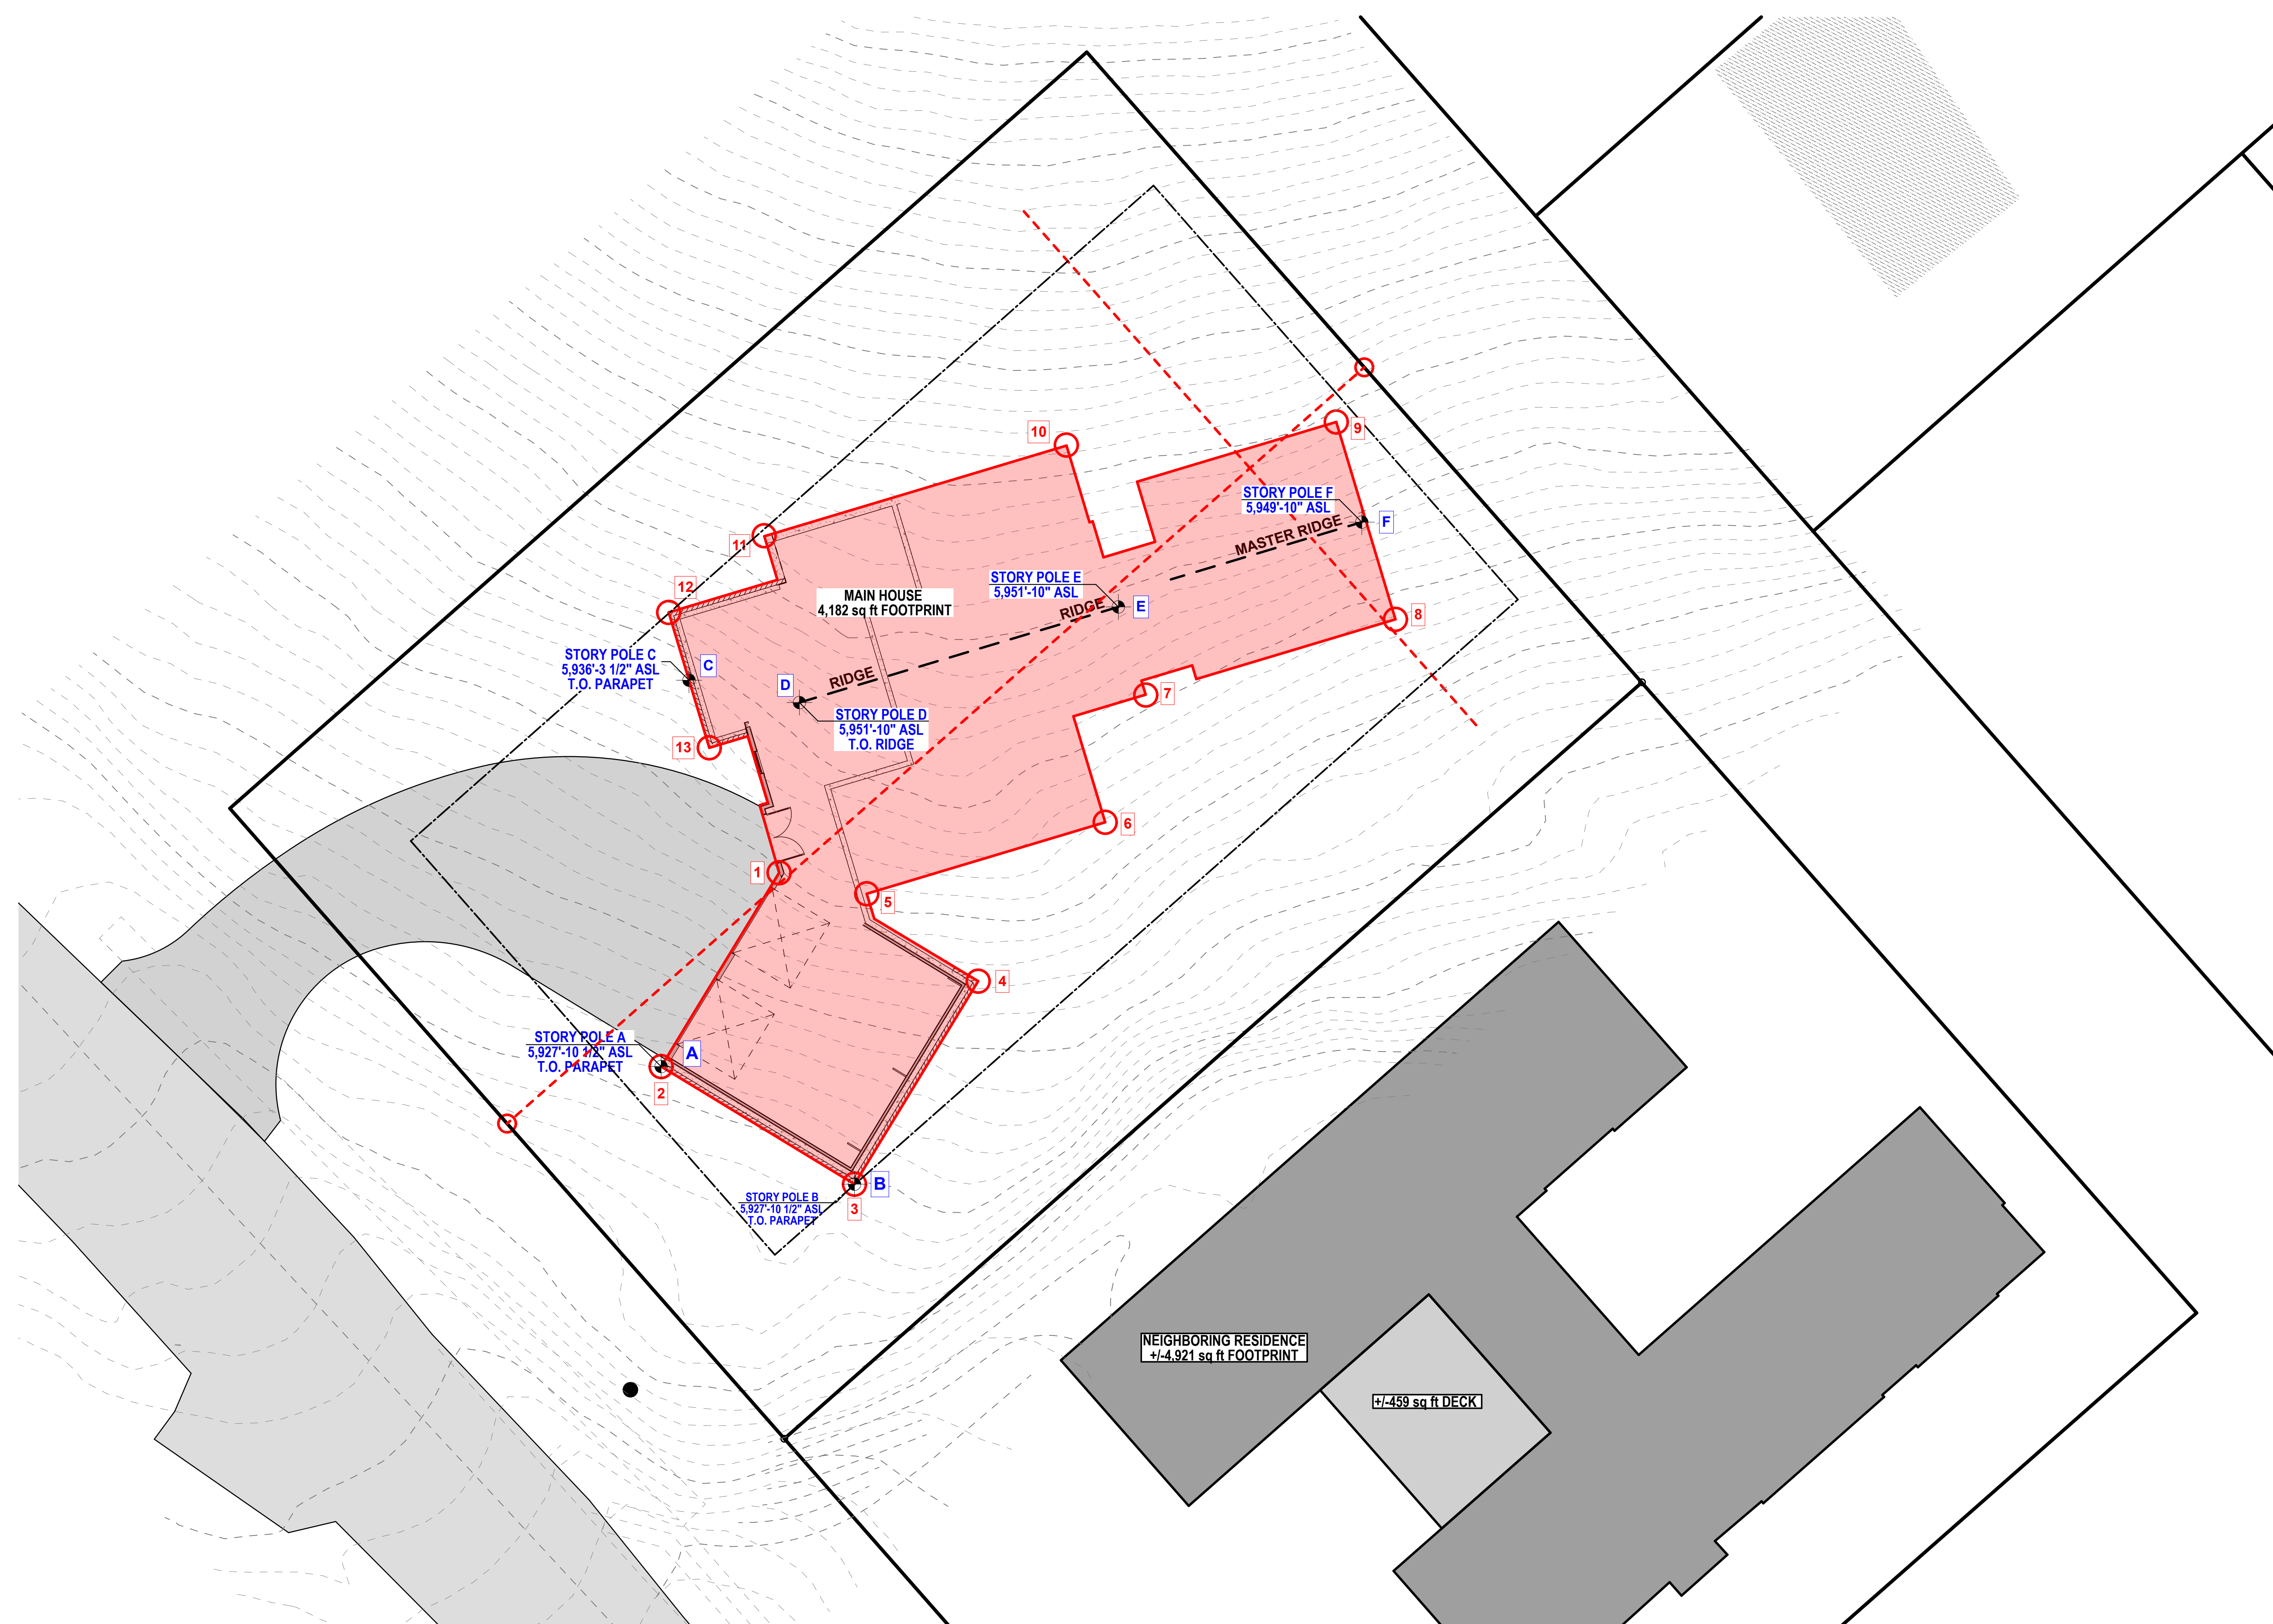 10
9
STORY POLE F
5,949'-10" ASL
F
MASTER RIDGE
11
STORY POLE E
5,951'-10" ASL
E
RIDGE
12
MAIN HOUSE
4,182 sq ft FOOTPRINT
8
STORY POLE C
5,936'-3 1/2" ASL
T.O. PARAPET
C
D
RIDGE
7
STORY POLE D
5,951'-10" ASL
T.O. RIDGE
13
6
1
5
4
STORY POLE A
5,927'-10 1/2" ASL
T.O. PARAPET
A
2
STORY POLE B
5,927'-10 1/2" ASL
T.O. PARAPET
B
3
NEIGHBORING RESIDENCE
+/-4,921 sq ft FOOTPRINT
+/-459 sq ft DECK